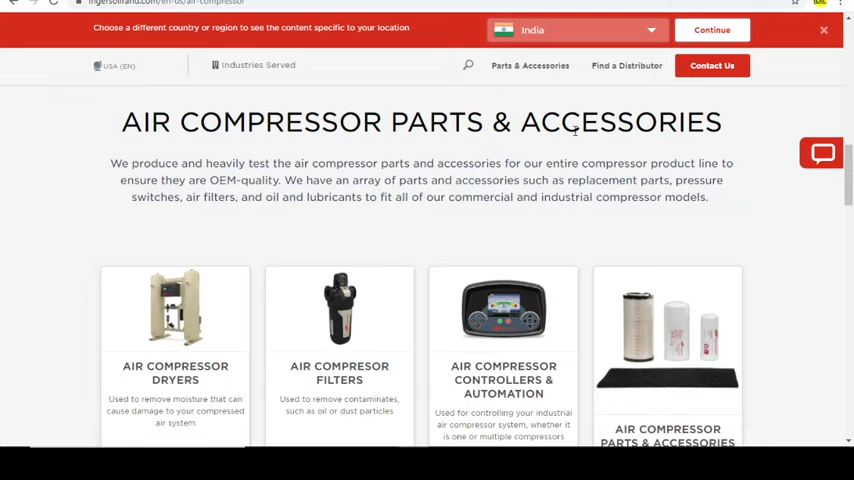 ingersollrand.com/en-us/air-compressor
Choose a different country or region to see the content specific to your location
India
Continue
USA (EN)
Industries Served
Parts & Accessories
Find a Distributor
Contact Us
AIR COMPRESSOR PARTS & ACCESSORIES
We produce and heavily test the air compressor parts and accessories for our entire compressor product line to
ensure they are OEM-quality. We have an array of parts and accessories such as replacement parts, pressure
switches, air filters, and oil and lubricants to fit all of our commercial and industrial compressor models.
AIR COMPRESSOR
DRYERS
Used to remove moisture that can
cause damage to your compressed
air system
AIR COMPRESOR
FILTERS
Used to remove contaminates,
such as oil or dust particles
AIR COMPRESSOR
CONTROLLERS &
AUTOMATION
Used for controlling your industrial
air compressor system, whether it
is one or multiple compressors
AIR COMPRESSOR
PARTS & ACCESSORIES